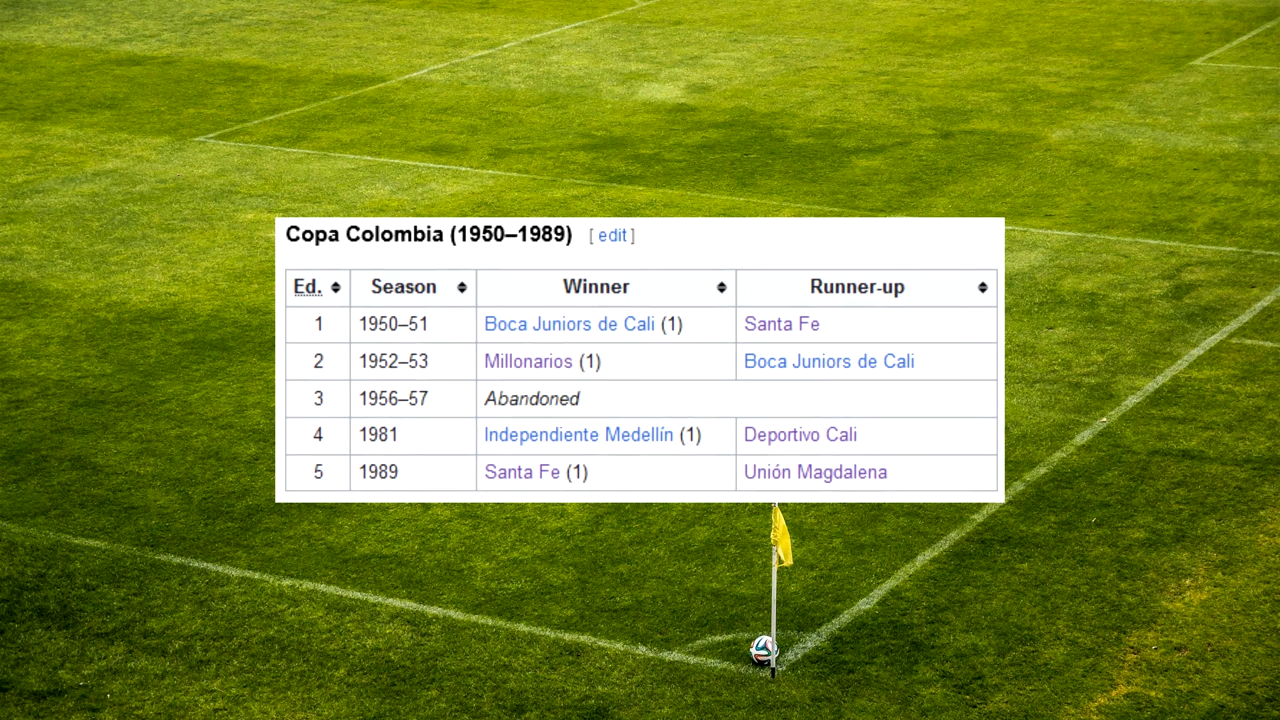 Copa Colombia (1950–1989) [ edit ]
Ed. Season Winner Runner-up
1 1950–51 Boca Juniors de Cali (1) Santa Fe
2 1952–53 Millonarios (1) Boca Juniors de Cali
3 1956–57 Abandoned
4 1981 Independiente Medellín (1) Deportivo Cali
5 1989 Santa Fe (1) Unión Magdalena